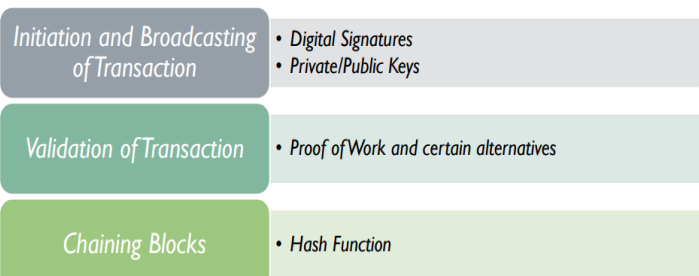 Initiation and Broadcasting
of Transaction
• Digital Signatures
• Private/Public Keys
Validation of Transaction
• Proof of Work and certain alternatives
Chaining Blocks
• Hash Function